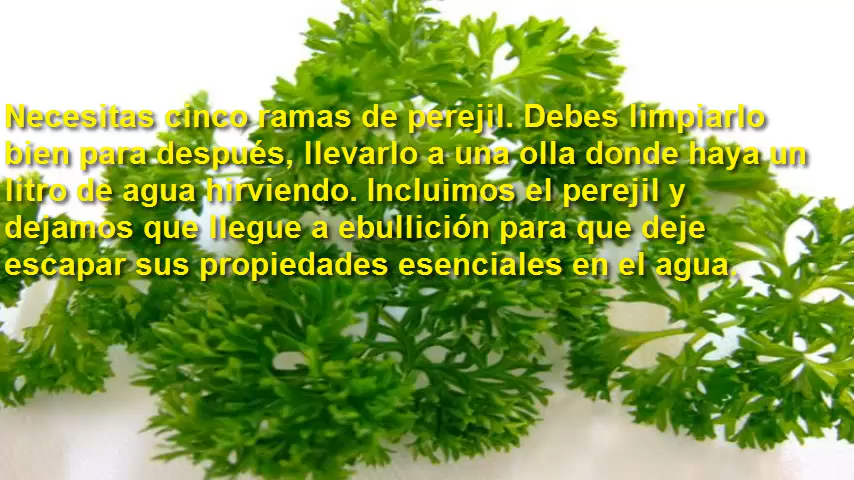 Necesitas cinco ramas de perejil. Debes limpiarlo
bien para después, llevarlo a una olla donde haya un
litro de agua hirviendo. Incluimos el perejil y
dejamos que llegue a ebullición para que deje
escapar sus propiedades esenciales en el agua.